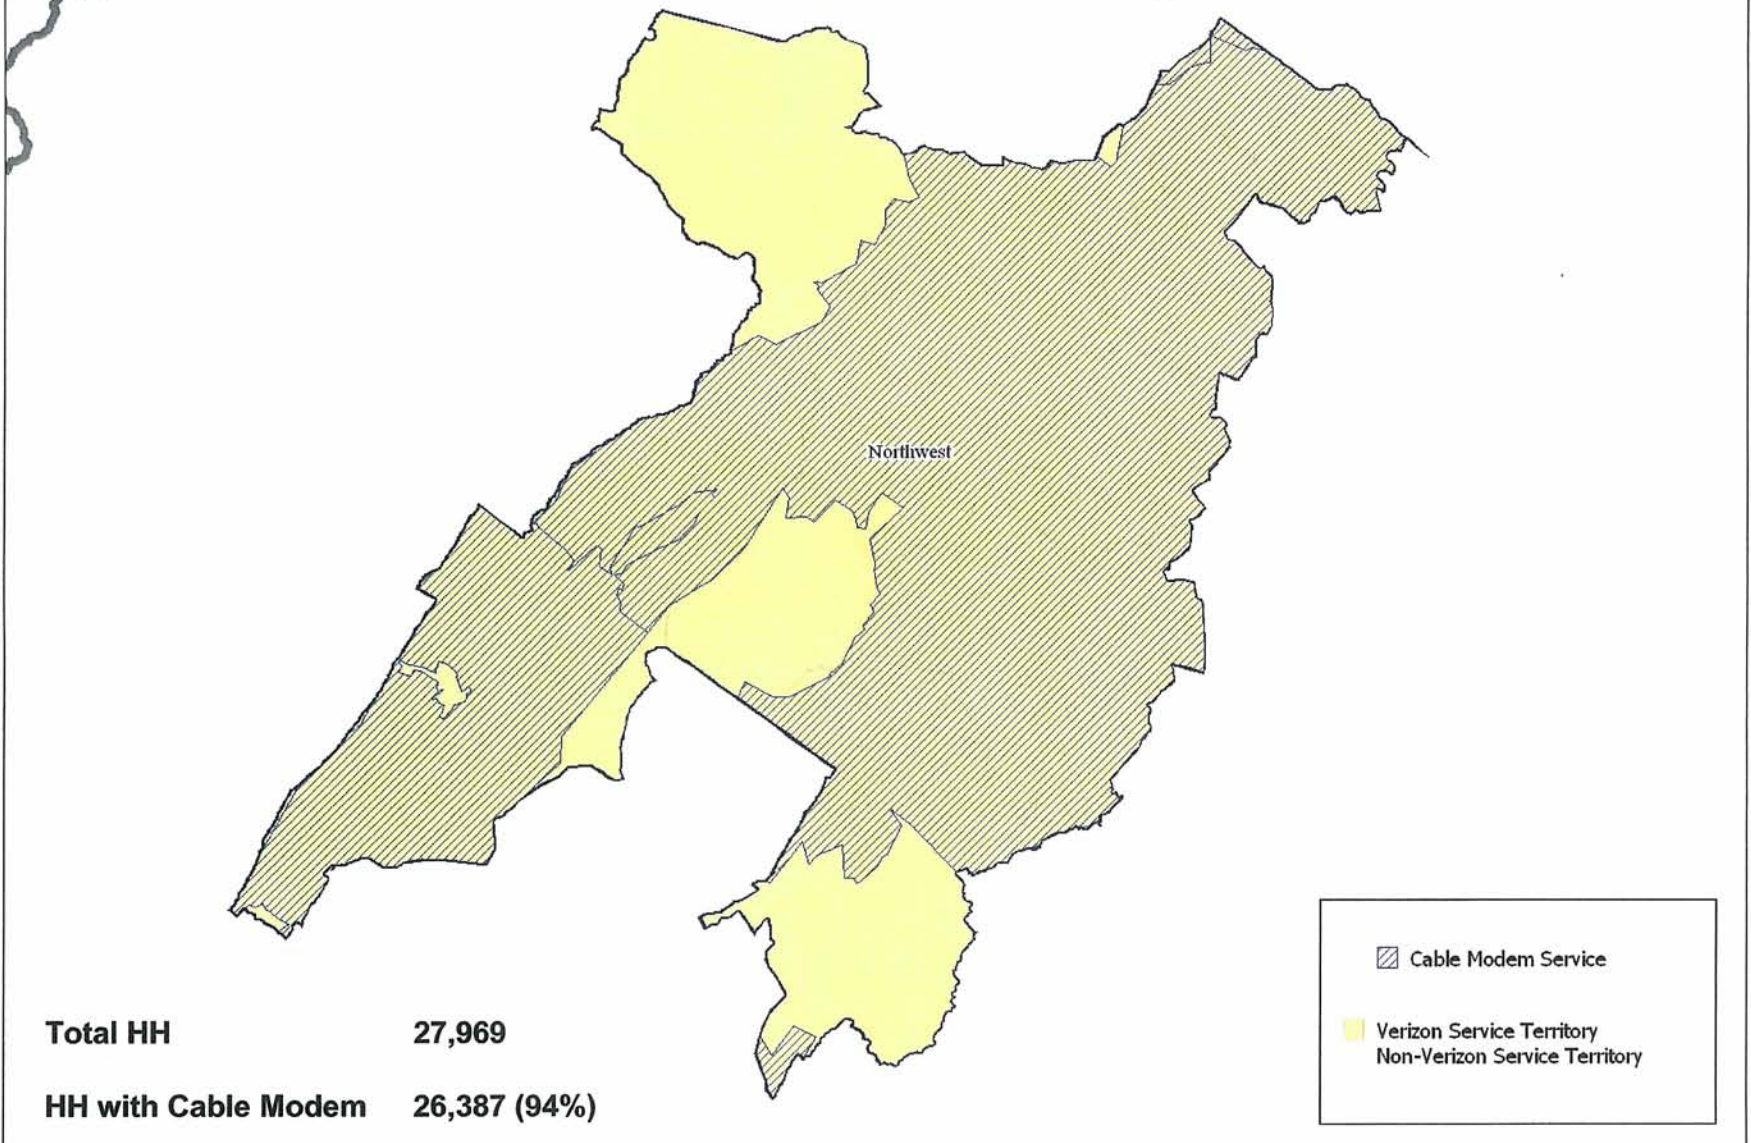 Northwest
Cable Modem Service
Verizon Service Territory
Non-Verizon Service Territory
Total HH 27,969
HH with Cable Modem 26,387 (94%)